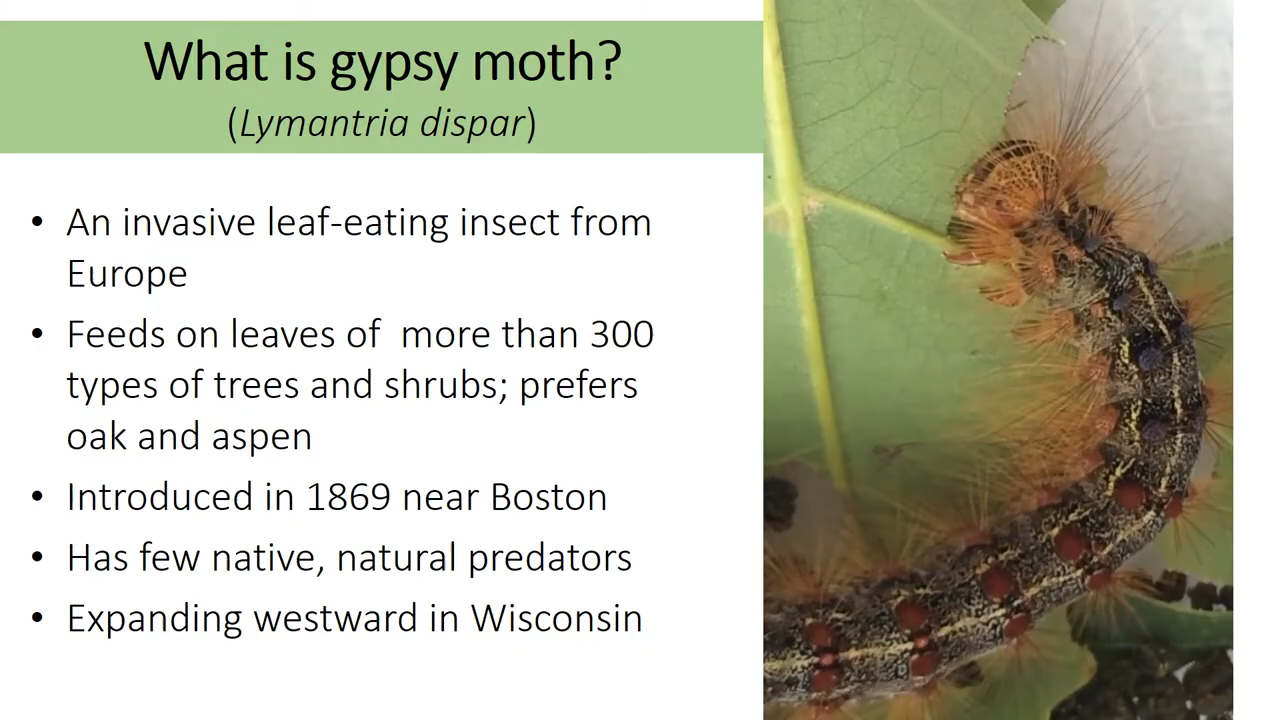 What is gypsy moth?
(Lymantria dispar)
• An invasive leaf-eating insect from
Europe
• Feeds on leaves of  more than 300
types of trees and shrubs; prefers
oak and aspen
• Introduced in 1869 near Boston
• Has few native, natural predators
• Expanding westward in Wisconsin